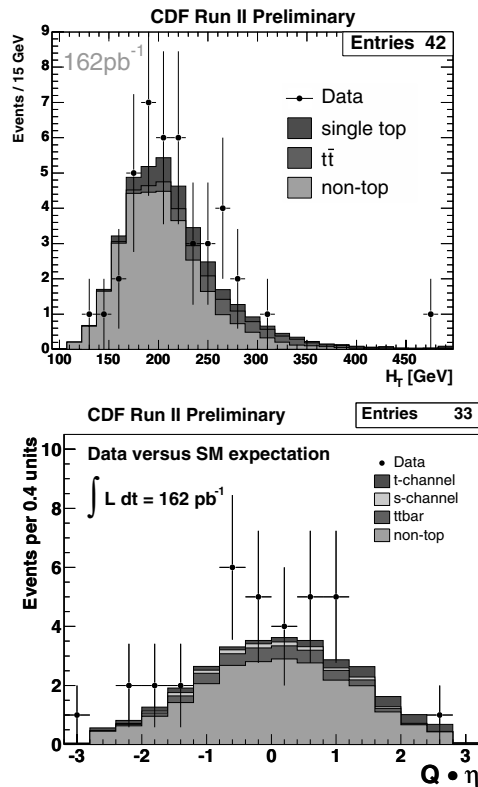 CDF Run II Preliminary
Entries 42
162pb⁻¹
Data
single top
tt̄
non-top
Events / 15 GeV
9
8
7
6
5
4
3
2
1
0
100 150 200 250 300 350 400 450
H_T [GeV]
CDF Run II Preliminary
Entries 33
Data versus SM expectation
∫ L dt = 162 pb⁻¹
Data
t-channel
s-channel
ttbar
non-top
Events per 0.4 units
10
8
6
4
2
0
-3 -2 -1 0 1 2 3
Q • η